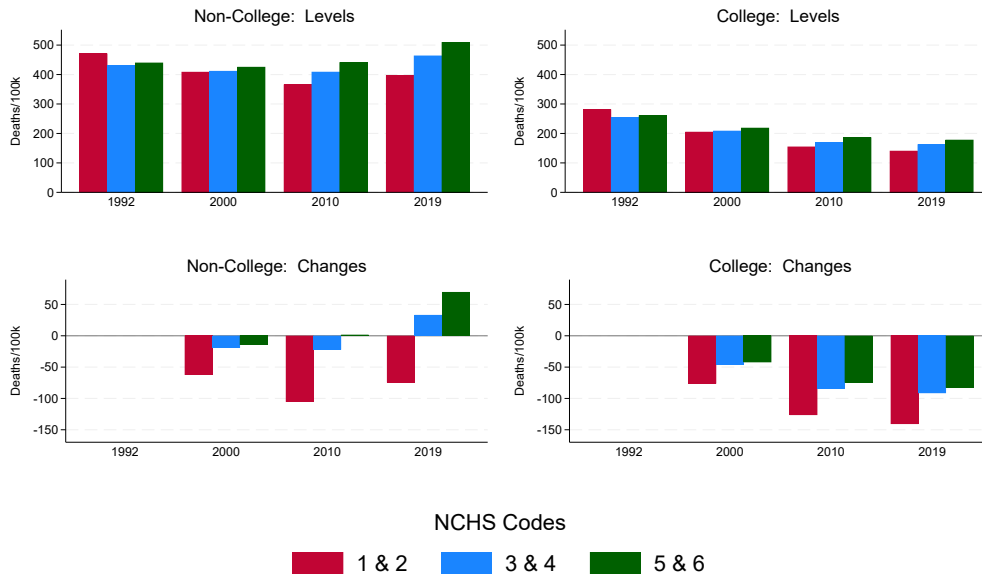 Non-College: Levels
Deaths/100k
500
400
300
200
100
0
1992 2000 2010 2019
College: Levels
Deaths/100k
500
400
300
200
100
0
1992 2000 2010 2019
Non-College: Changes
Deaths/100k
50
0
-50
-100
-150
1992 2000 2010 2019
College: Changes
Deaths/100k
50
0
-50
-100
-150
1992 2000 2010 2019
NCHS Codes
1 & 2 3 & 4 5 & 6